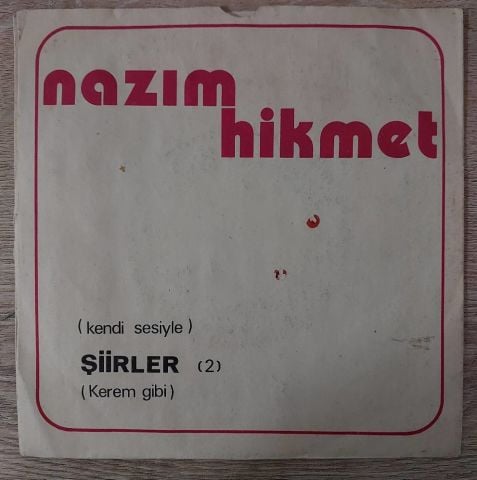 nazım
hikmet
(kendi sesiyle)
ŞİİRLER (2)
(Kerem gibi)